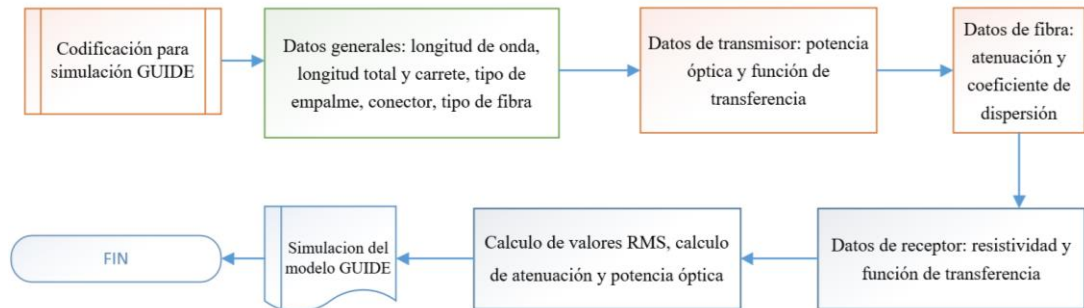 Codificación para
simulación GUIDE
Datos generales: longitud de onda,
longitud total y carrete, tipo de
empalme, conector, tipo de fibra
Datos de transmisor: potencia
óptica y función de
transferencia
Datos de fibra:
atenuación y
coeficiente de
dispersión
Datos de receptor: resistividad y
función de transferencia
Calculo de valores RMS, calculo
de atenuación y potencia óptica
Simulacion del
modelo GUIDE
FIN